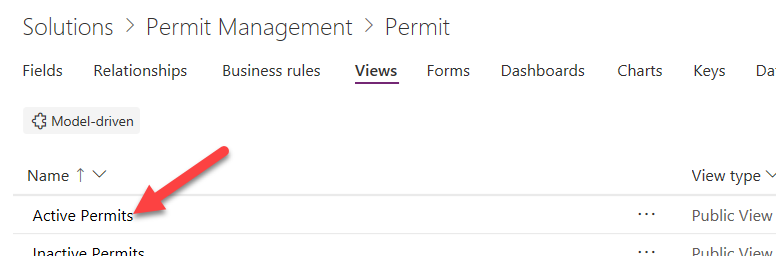 Solutions > Permit Management > Permit
Fields Relationships Business rules Views Forms Dashboards Charts Keys Da
Model-driven
Name ↑ View type
Active Permits ... Public View
Inactive Permits ... Public View